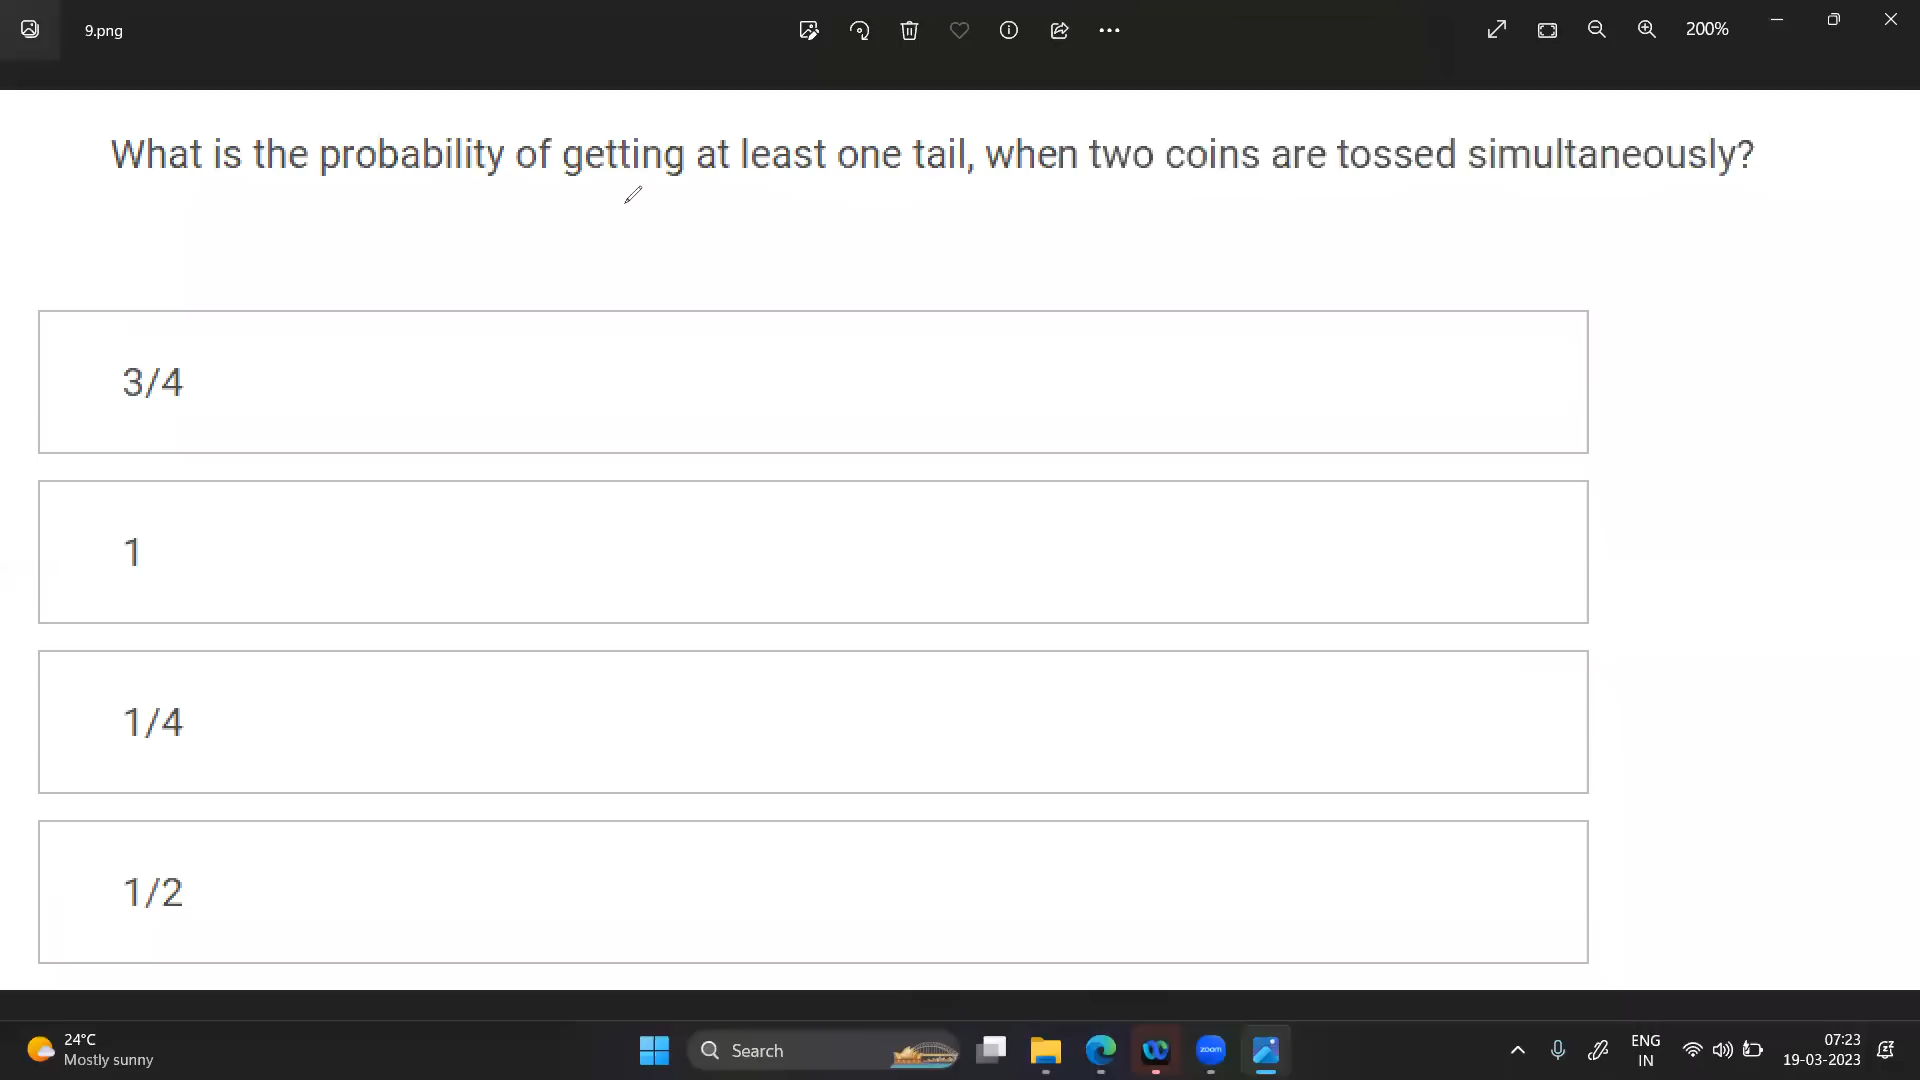 9.png
200%
What is the probability of getting at least one tail, when two coins are tossed simultaneously?
3/4
1
1/4
1/2
24°C
Mostly sunny
Search
zoom
ENG
IN
07:23
19-03-2023